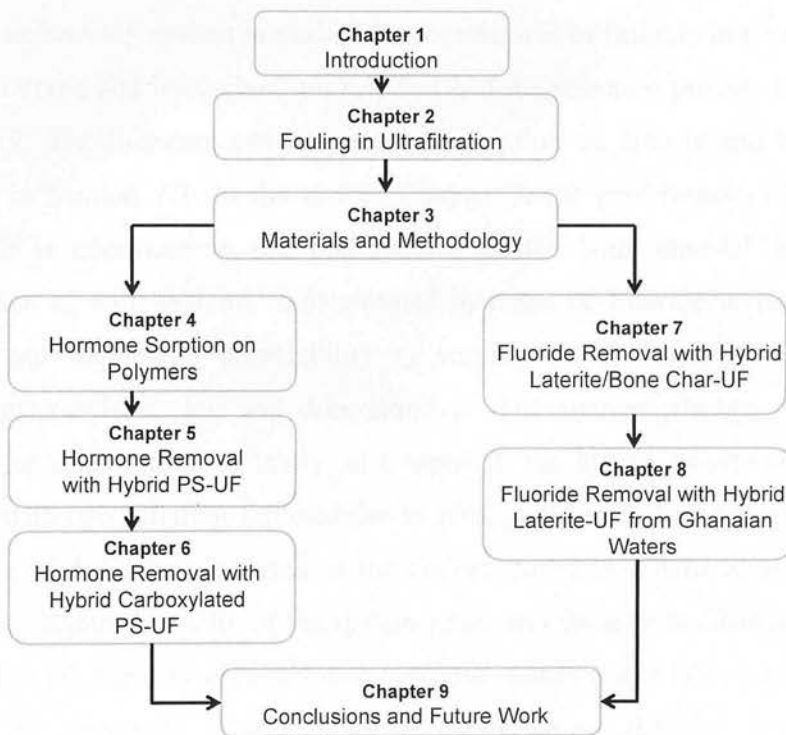 Chapter 1
Introduction
Chapter 2
Fouling in Ultrafiltration
Chapter 3
Materials and Methodology
Chapter 4
Hormone Sorption on
Polymers
Chapter 5
Hormone Removal
with Hybrid PS-UF
Chapter 6
Hormone Removal with
Hybrid Carboxylated
PS-UF
Chapter 7
Fluoride Removal with Hybrid
Laterite/Bone Char-UF
Chapter 8
Fluoride Removal with Hybrid
Laterite-UF from Ghanaian
Waters
Chapter 9
Conclusions and Future Work